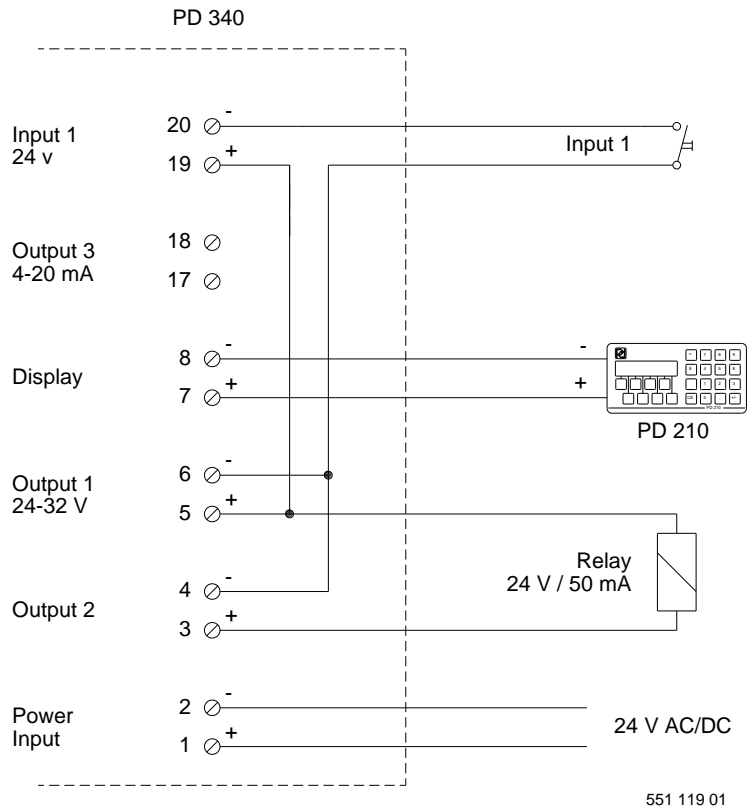 PD 340
Input 1
24 v
20 -
19 +
Input 1
Output 3
4-20 mA
18
17
Display
8 -
7 +
-
+
PD 210
PD 210
Output 1
24-32 V
6 -
5 +
Relay
24 V / 50 mA
Output 2
4 -
3 +
Power
Input
2 -
1 +
24 V AC/DC
551 119 01